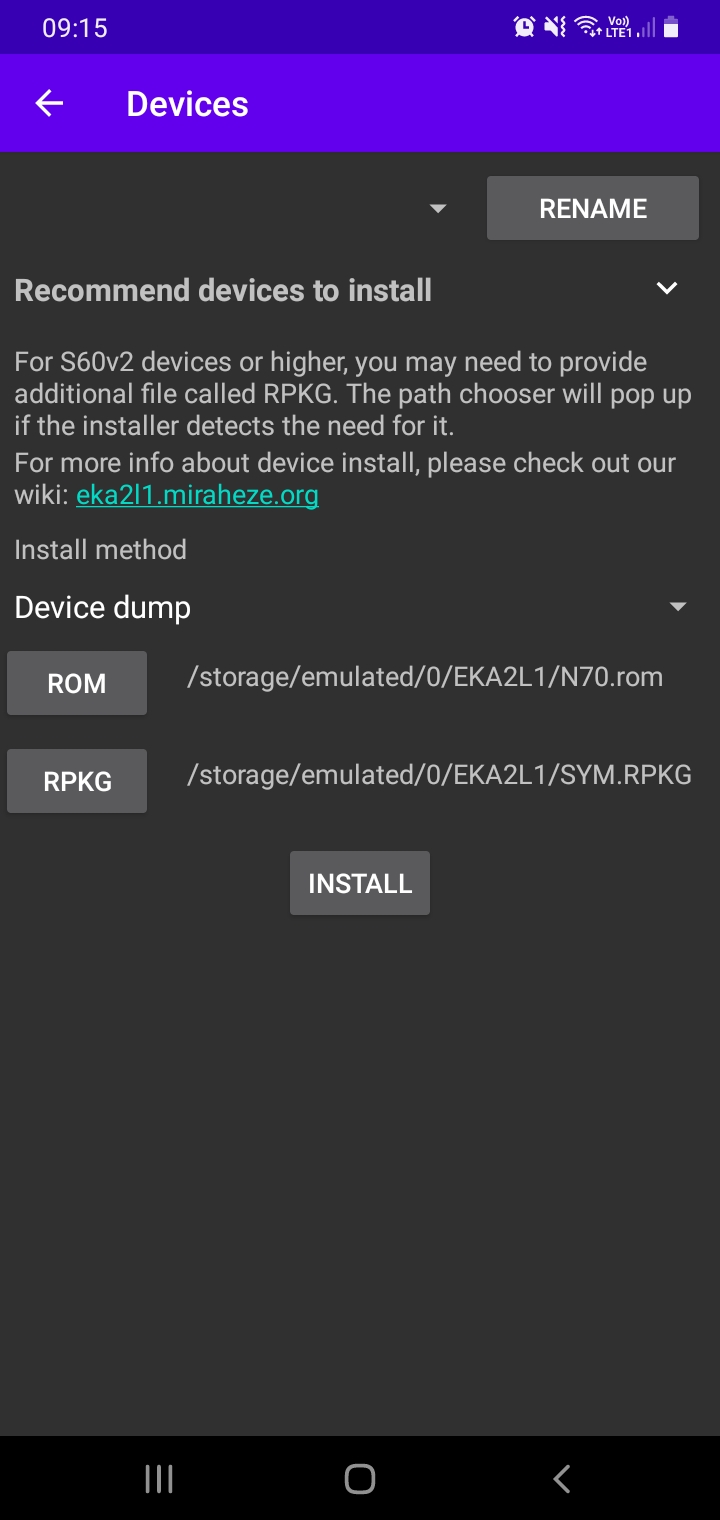 09:15
Vo))
LTE1
Devices
RENAME
Recommend devices to install
For S60v2 devices or higher, you may need to provide
additional file called RPKG. The path chooser will pop up
if the installer detects the need for it.
For more info about device install, please check out our
wiki: eka2l1.miraheze.org
Install method
Device dump
ROM /storage/emulated/0/EKA2L1/N70.rom
RPKG /storage/emulated/0/EKA2L1/SYM.RPKG
INSTALL